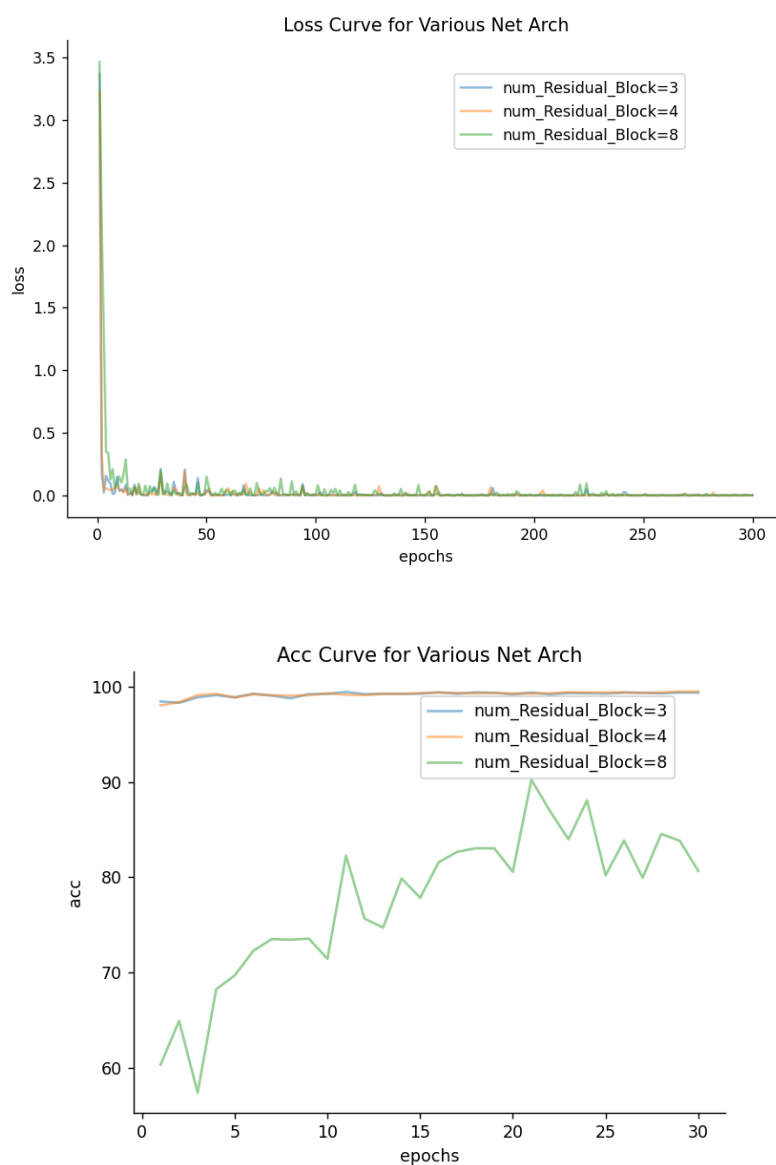 Loss Curve for Various Net Arch
3.5
3.0
2.5
2.0
1.5
1.0
0.5
0.0
loss
num_Residual_Block=3
num_Residual_Block=4
num_Residual_Block=8
0 50 100 150 200 250 300
epochs
Acc Curve for Various Net Arch
100
90
80
70
60
acc
num_Residual_Block=3
num_Residual_Block=4
num_Residual_Block=8
0 5 10 15 20 25 30
epochs